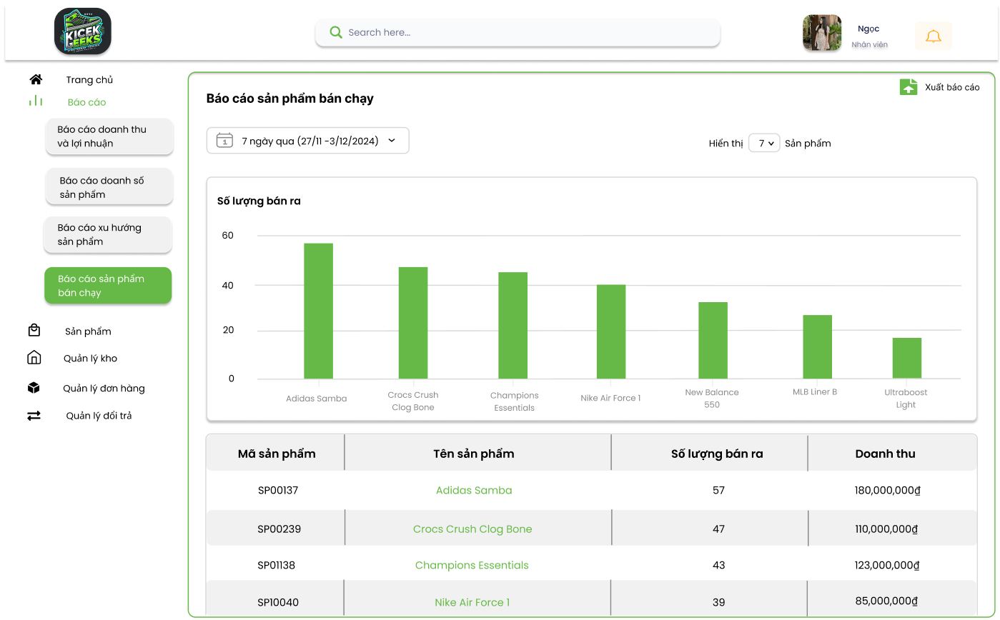 KICEK
GEEKS
Search here...
Ngọc
Nhân viên
Trang chủ
Báo cáo
Báo cáo doanh thu
và lợi nhuận
Báo cáo doanh số
sản phẩm
Báo cáo xu hướng
sản phẩm
Báo cáo sản phẩm
bán chạy
Sản phẩm
Quản lý kho
Quản lý đơn hàng
Quản lý đổi trả
Báo cáo sản phẩm bán chạy
Xuất báo cáo
1 7 ngày qua (27/11 -3/12/2024)
Hiển thị 7 Sản phẩm
Số lượng bán ra
60
40
20
0
Adidas Samba
Crocs Crush
Clog Bone
Champions
Essentials
Nike Air Force 1
New Balance
550
MLB Liner B
Ultraboost
Light
Mã sản phẩm Tên sản phẩm Số lượng bán ra Doanh thu
SP00137 Adidas Samba 57 180,000,000₫
SP00239 Crocs Crush Clog Bone 47 110,000,000₫
SP01138 Champions Essentials 43 123,000,000₫
SP10040 Nike Air Force 1 39 85,000,000₫